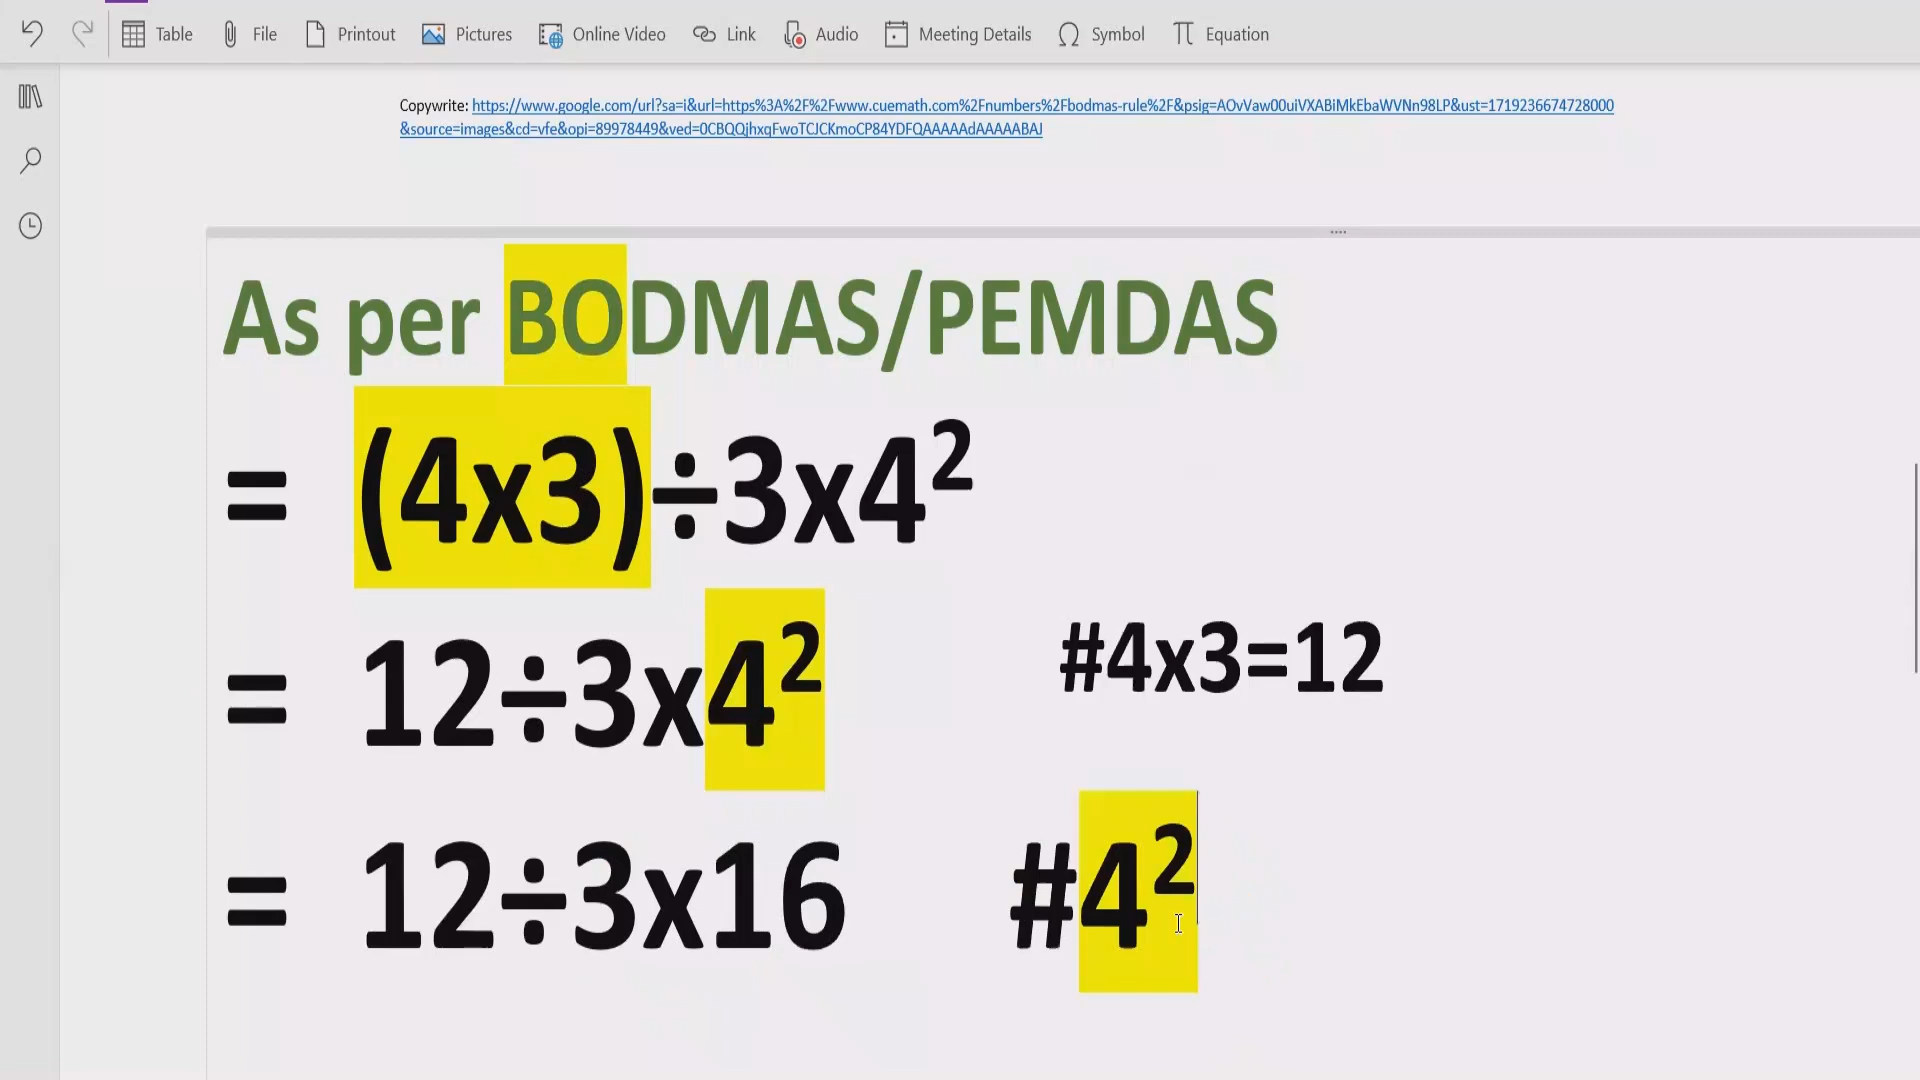 Table File Printout Pictures Online Video Link Audio Meeting Details Symbol Equation
Copywrite: https://www.google.com/url?sa=i&url=https%3A%2F%2Fwww.cuemath.com%2Fnumbers%2Fbodmas-rule%2F&psig=AOvVaw00uiVXABiMkEbaWVNn98LP&ust=1719236674728000
&source=images&cd=vfe&opi=89978449&ved=0CBQQjhxqFwoTCJCKmoCP84YDFQAAAAAdAAAAABAJ
As per BODMAS/PEMDAS
= (4x3)÷3x4²
= 12÷3x4² #4x3=12
= 12÷3x16 #4²